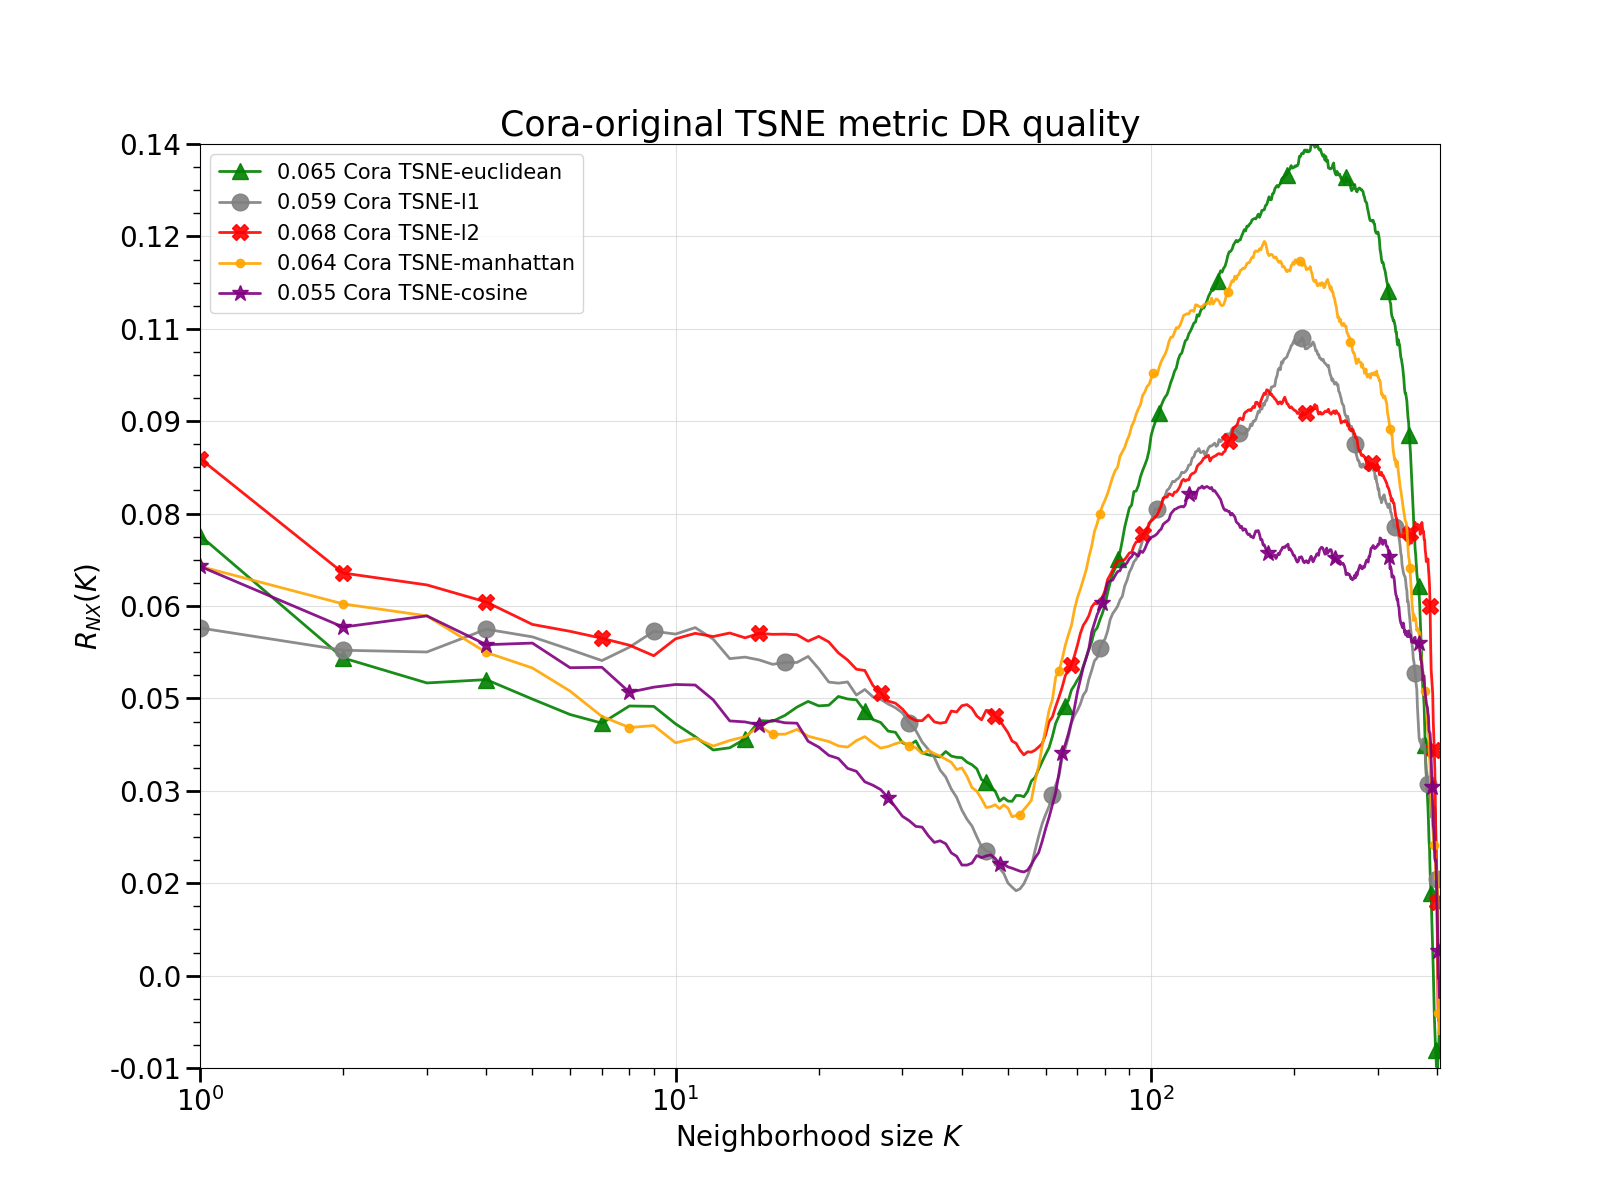 Cora-original TSNE metric DR quality
0.14
0.12
0.11
0.09
0.08
0.06
0.05
0.03
0.02
0.0
-0.01
R_{NX}(K)
0.065 Cora TSNE-euclidean
0.059 Cora TSNE-l1
0.068 Cora TSNE-l2
0.064 Cora TSNE-manhattan
0.055 Cora TSNE-cosine
10^0 10^1 10^2
Neighborhood size K